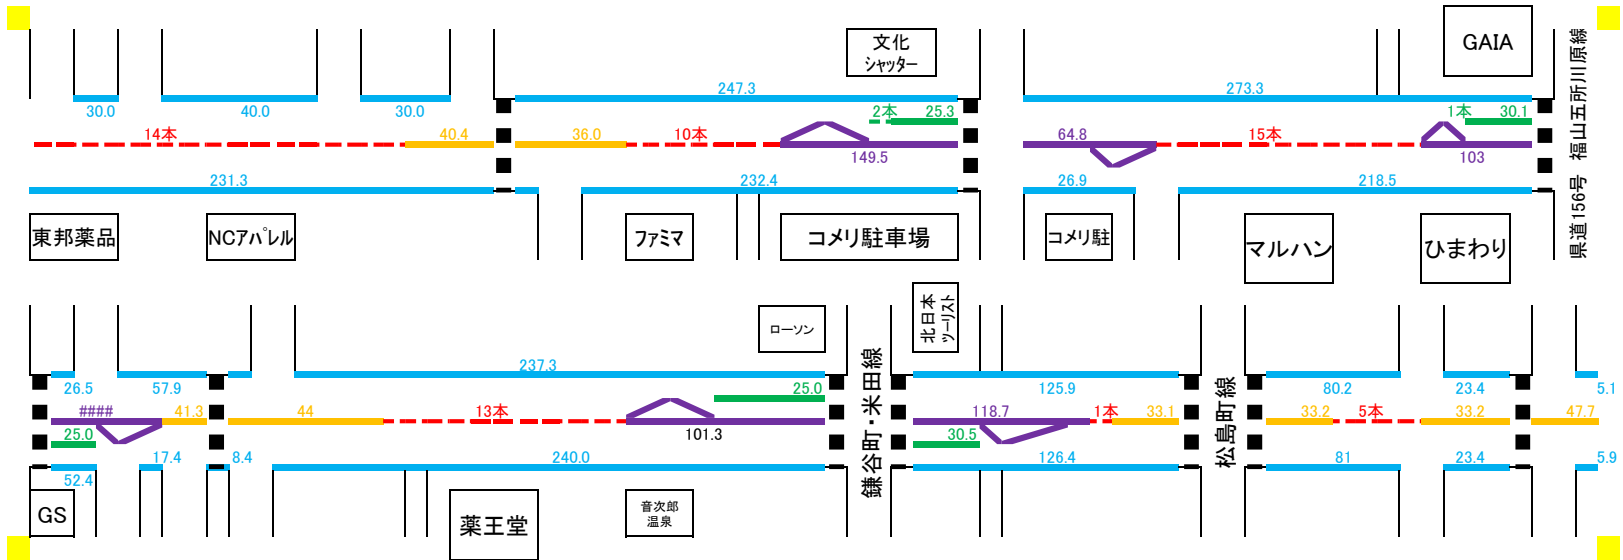 文化
シャッター
GAIA
県道156号 福山五所川原線
247.3
273.3
30.0
40.0
30.0
2本
25.3
1本
30.1
14本
40.4
36.0
10本
64.8
15本
149.5
103
231.3
232.4
26.9
218.5
東邦薬品
NCアパレル
ファミマ
コメリ駐車場
コメリ駐
マルハン
ひまわり
ローソン
北日本
ツーリスト
鎌谷町・米田線
松島町線
237.3
26.5
57.9
25.0
125.9
80.2
23.4
5.1
####
41.3
44
13本
118.7
1本
33.1
33.2
5本
33.2
47.7
25.0
101.3
30.5
17.4
8.4
240.0
126.4
81
23.4
5.9
52.4
GS
薬王堂
音次郎
温泉